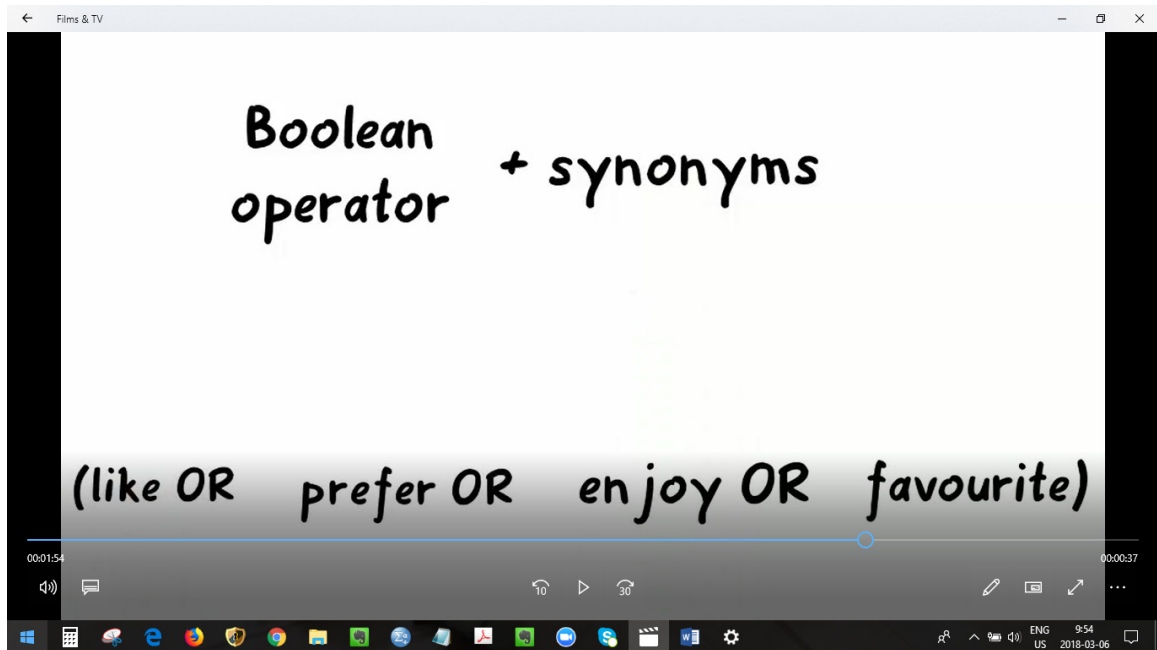 Films & TV
Boolean
operator
+ synonyms
(like OR prefer OR enjoy OR favourite)
00:01:54
00:00:37
10
30
ENG
US
9:54
2018-03-06